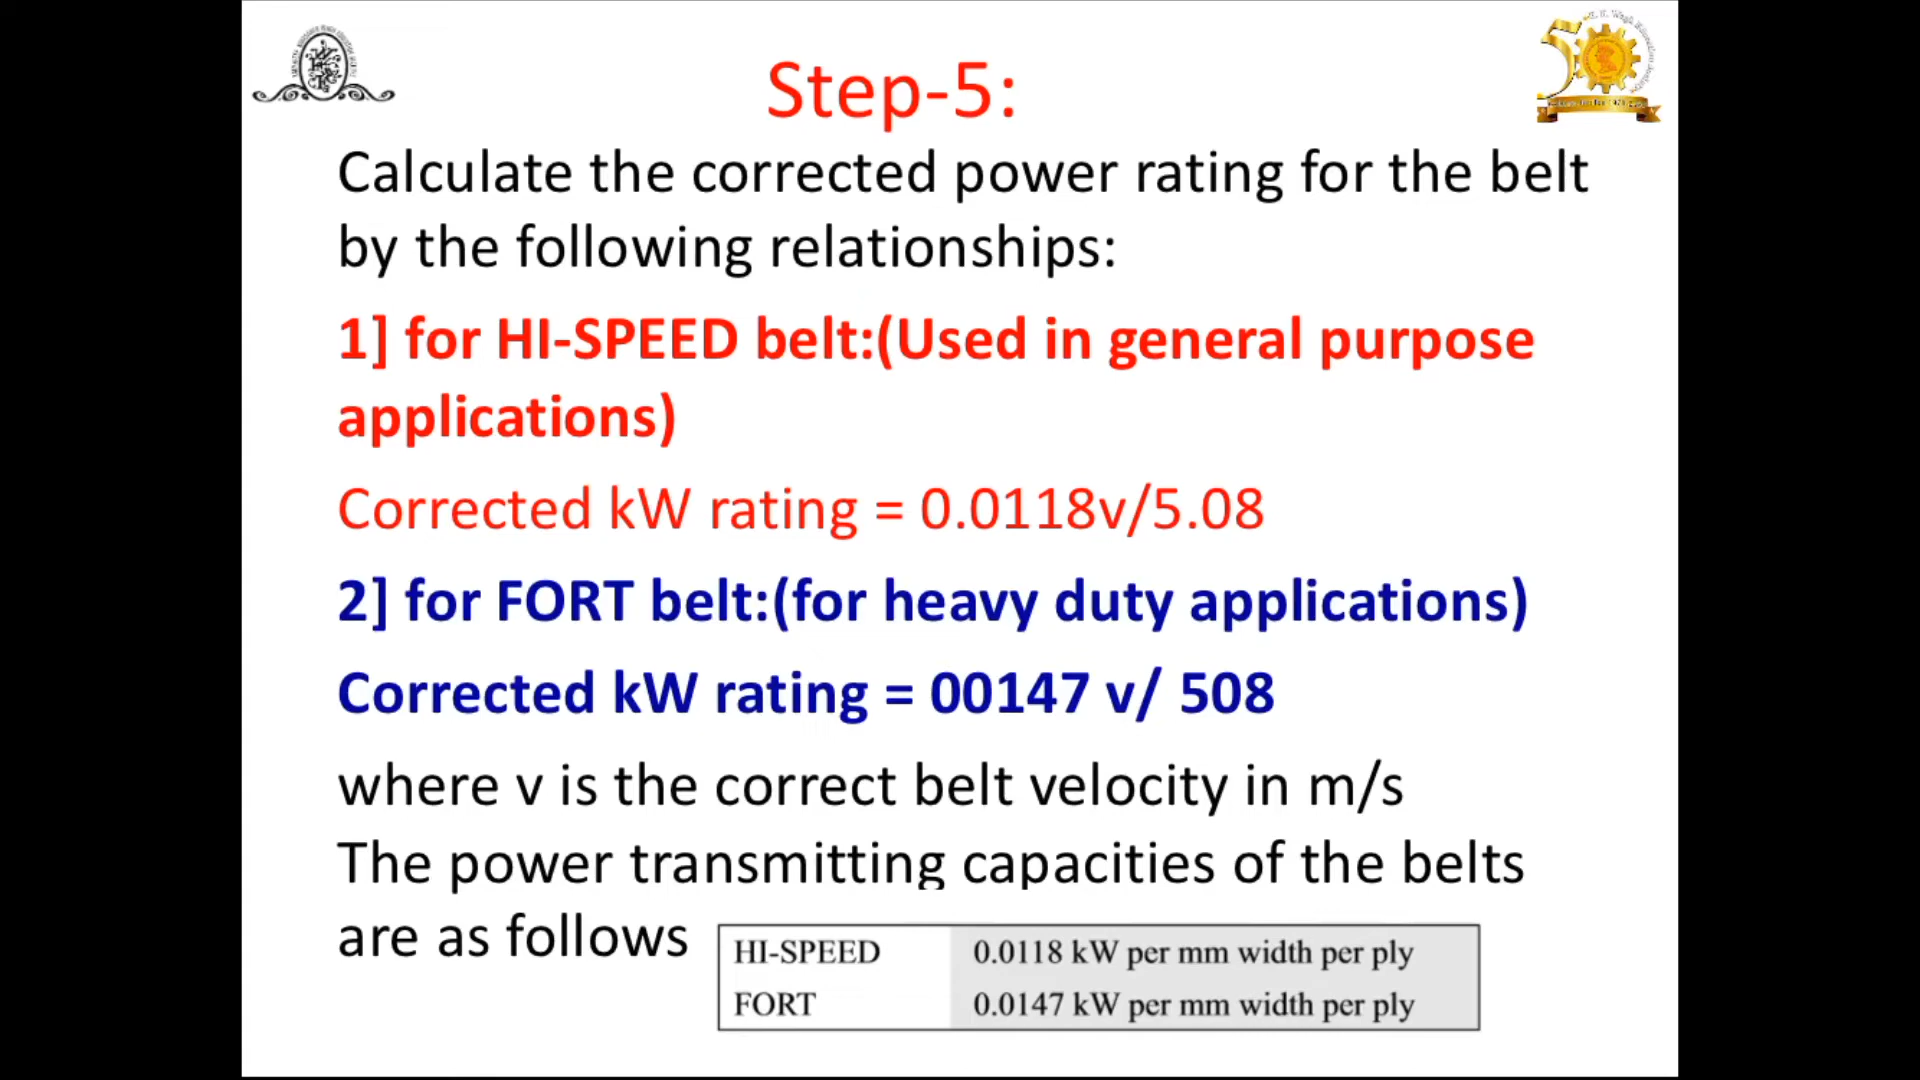 Step-5:
Calculate the corrected power rating for the belt
by the following relationships:
1] for HI-SPEED belt:(Used in general purpose
applications)
Corrected kW rating = 0.0118v/5.08
2] for FORT belt:(for heavy duty applications)
Corrected kW rating = 00147 v/ 508
where v is the correct belt velocity in m/s
The power transmitting capacities of the belts
are as follows
HI-SPEED 0.0118 kW per mm width per ply
FORT 0.0147 kW per mm width per ply